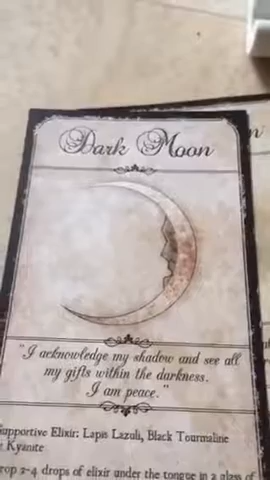 Dark Moon
"I acknowledge my shadow and see all
my gifts within the darkness.
I am peace."
Supportive Elixir: Lapis Lazuli, Black Tourmaline
Kyanite
2-4 drops of elixir under the tongue in a glass of